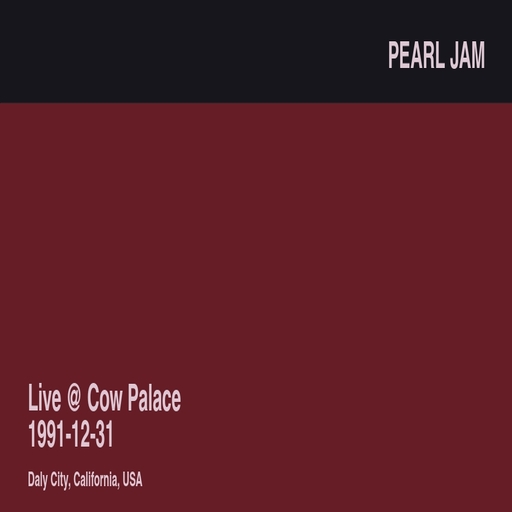 PEARL JAM
Live @ Cow Palace
1991-12-31
Daly City, California, USA